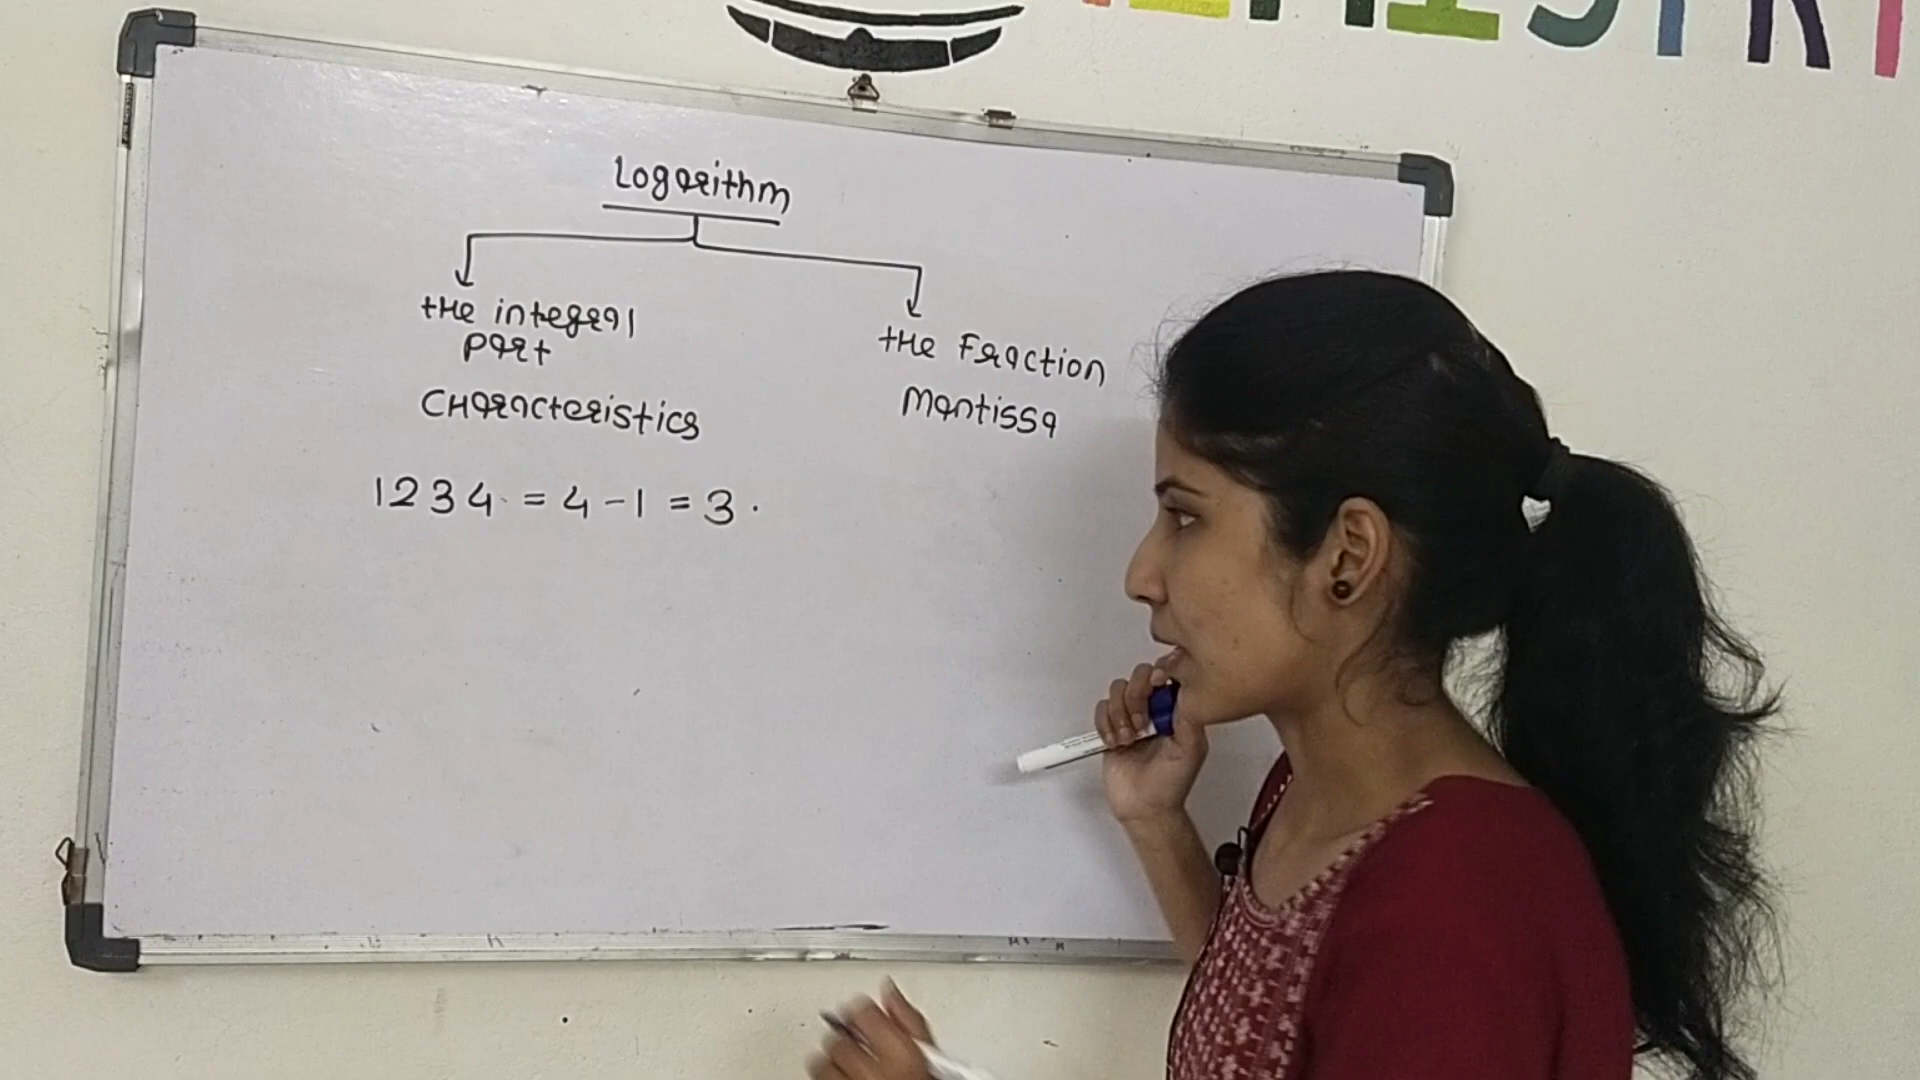 Logarithm
the integral
part
the Fraction
Characteristics
Mantissa
1234. = 4 - 1 = 3.